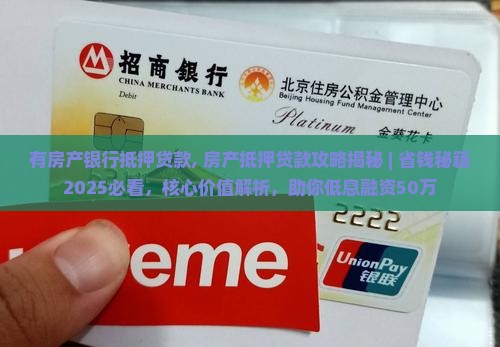 招商銀行
CHINA MERCHANTS BANK
Debit
北京住房公积金管理中心
Beijing Housing Fund Management Center
Platinum
金葵花卡
有房产银行抵押贷款, 房产抵押贷款攻略揭秘 | 省钱秘籍
2025必看，核心价值解析，助你低息融资50万
2222
eme
UnionPay
银联